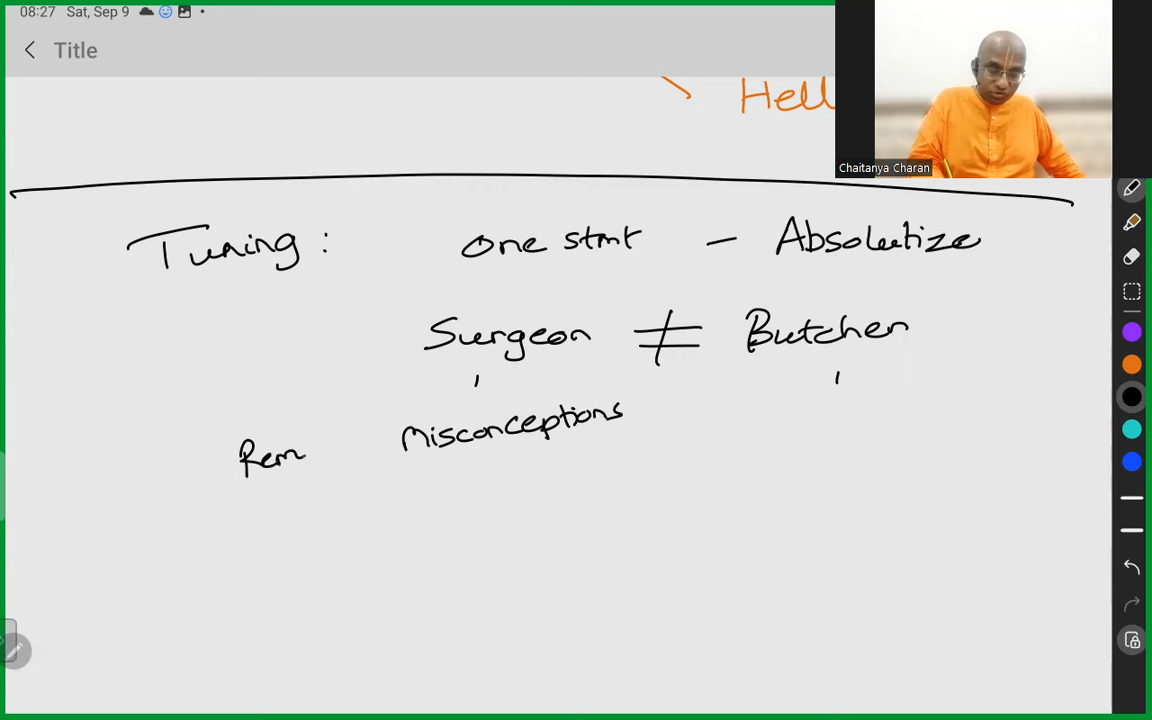 08:27 Sat, Sep 9
Title
Hell
Chaitanya Charan
Tuning : One stmt - Absolutize
Surgeon ≠ Butcher
Misconceptions
Rem